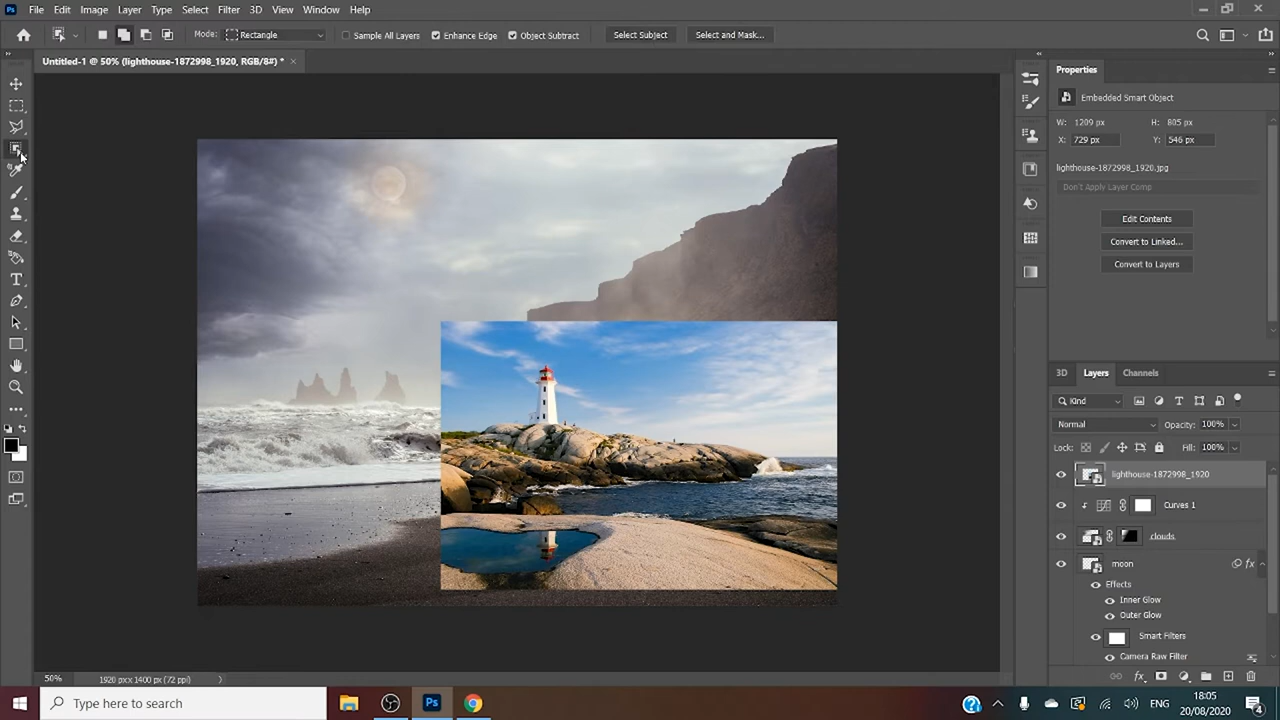 Ps File Edit Image Layer Type Select Filter 3D View Window Help
Mode: Rectangle Sample All Layers Enhance Edge Object Subtract Select Subject Select and Mask...
Untitled-1 @ 50% (lighthouse-1872998_1920, RGB/8#) *
Properties
Embedded Smart Object
W: 1209 px H: 805 px
X: 729 px Y: 546 px
lighthouse-1872998_1920.jpg
Don't Apply Layer Comp
Edit Contents
Convert to Linked...
Convert to Layers
3D Layers Channels
Kind
Normal Opacity: 100%
Lock: Fill: 100%
lighthouse-1872998_1920
Curves 1
clouds
moon fx
Effects
Inner Glow
Outer Glow
Smart Filters
Camera Raw Filter
50% 1920 px x 1400 px (72 ppi)
fx
Type here to search
Ps
ENG
18:05
20/08/2020
4